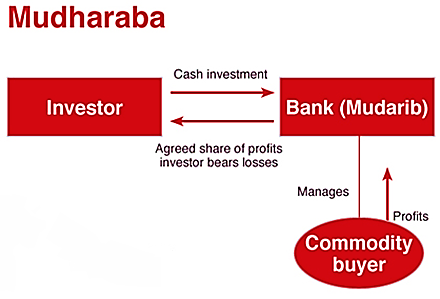 Mudharaba
Cash investment
Investor
Bank (Mudarib)
Agreed share of profits
investor bears losses
Manages
Profits
Commodity
buyer